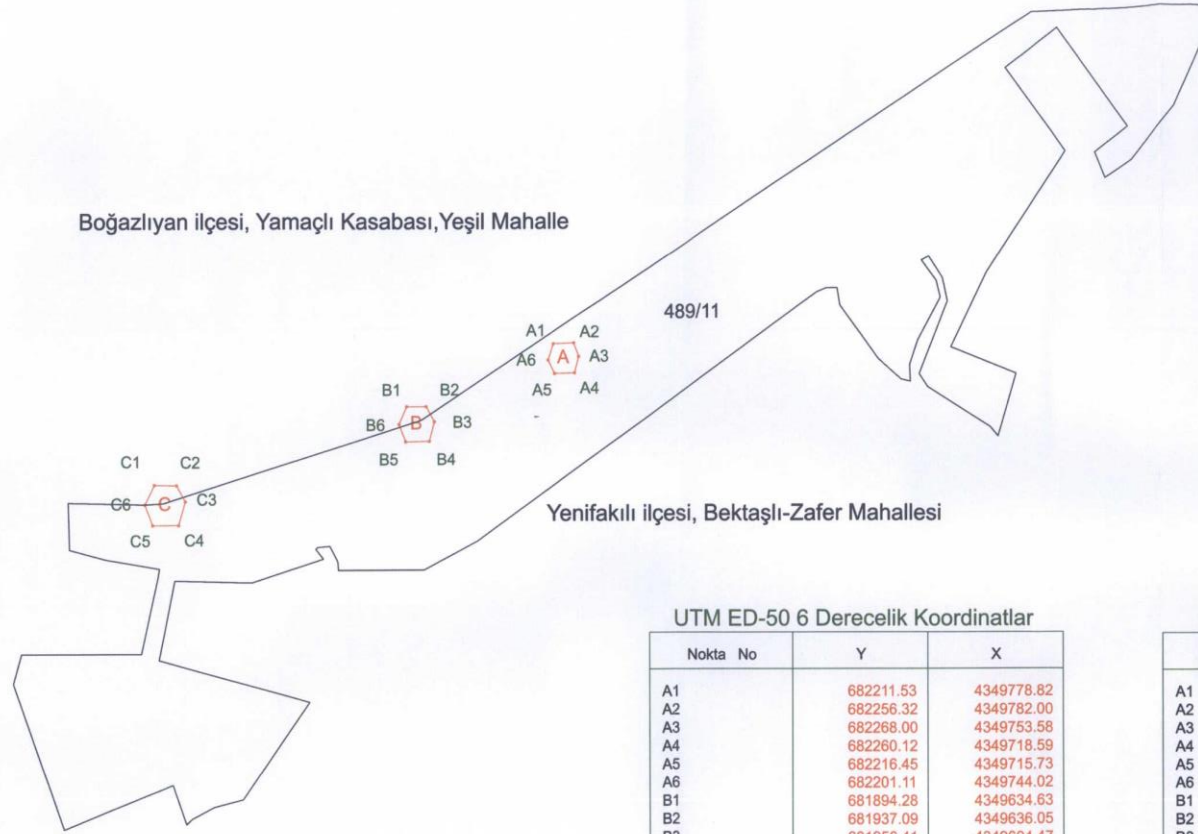 Boğazlıyan ilçesi, Yamaçlı Kasabası,Yeşil Mahalle
489/11
A1 A2
A6 A A3
A5 A4
B1 B2
B6 B B3
B5 B4
C1 C2
C6 C C3
C5 C4
Yenifakılı ilçesi, Bektaşlı-Zafer Mahallesi
UTM ED-50 6 Derecelik Koordinatlar
Nokta No Y X
A1 682211.53 4349778.82 A1
A2 682256.32 4349782.00 A2
A3 682268.00 4349753.58 A3
A4 682260.12 4349718.59 A4
A5 682216.45 4349715.73 A5
A6 682201.11 4349744.02 A6
B1 681894.28 4349634.63 B1
B2 681937.09 4349636.05 B2